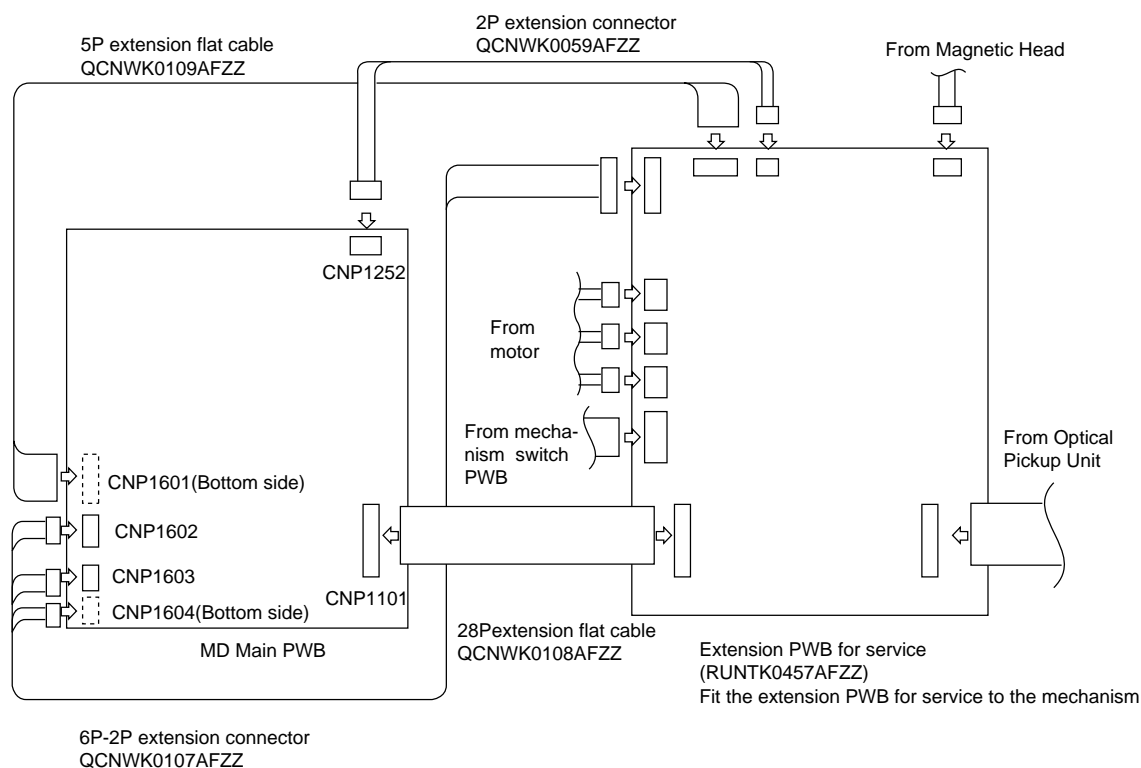 2P extension connector
QCNWK0059AFZZ
5P extension flat cable
QCNWK0109AFZZ
From Magnetic Head
CNP1252
From
motor
From mecha-
nism switch
PWB
From Optical
Pickup Unit
CNP1601(Bottom side)
CNP1602
CNP1603
CNP1604(Bottom side)
CNP1101
MD Main PWB
28Pextension flat cable
QCNWK0108AFZZ
Extension PWB for service
(RUNTK0457AFZZ)
Fit the extension PWB for service to the mechanism
6P-2P extension connector
QCNWK0107AFZZ